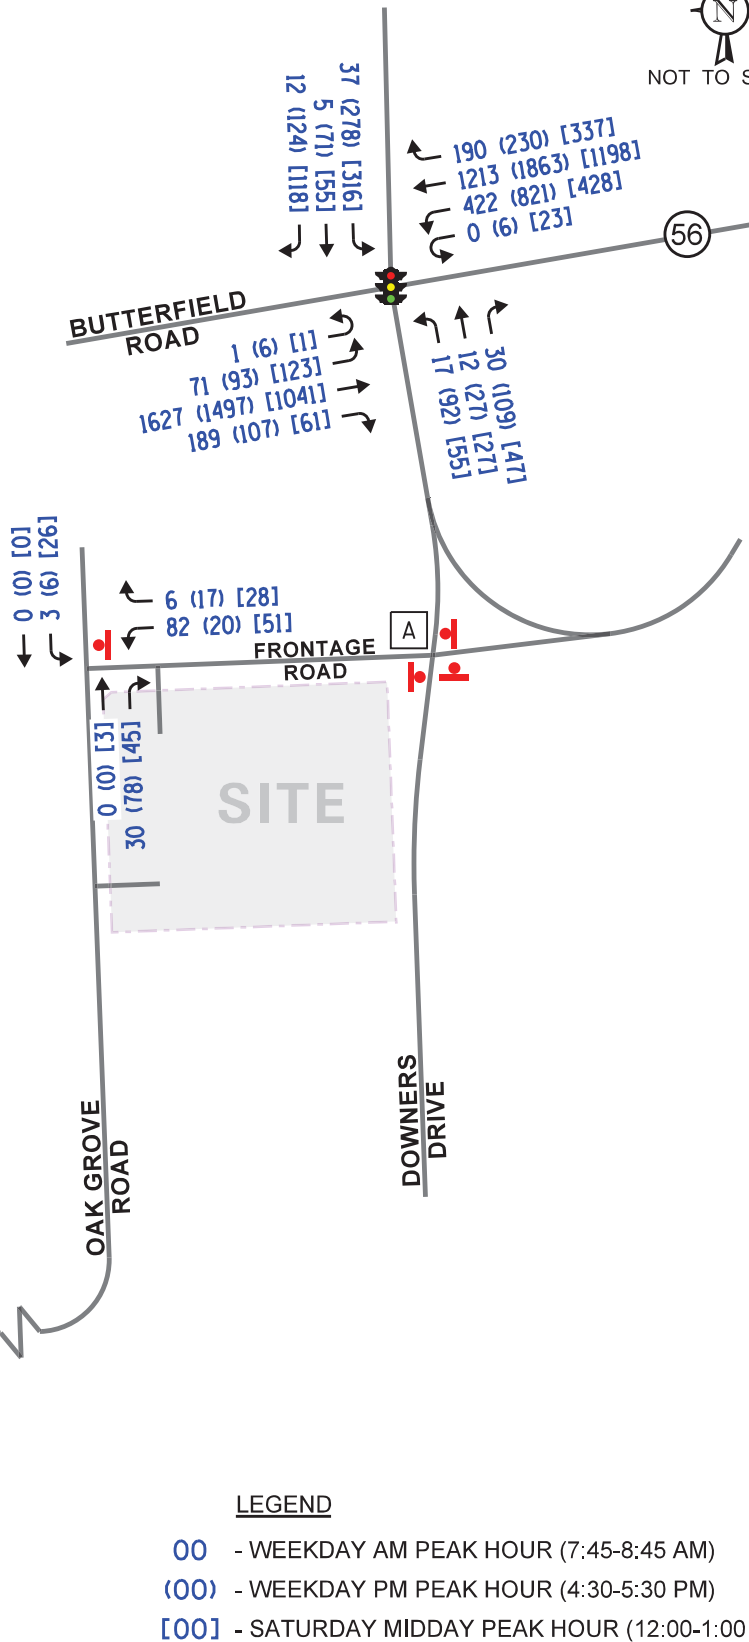 N
NOT TO S
37 (278) [316]
5 (71) [55]
12 (124) [118]
190 (230) [337]
1213 (1863) [1198]
422 (821) [428]
0 (6) [23]
56
BUTTERFIELD
ROAD
1 (6) [1]
71 (93) [123]
1627 (1497) [1041]
189 (107) [61]
17 (92) [55]
12 (27) [27]
30 (109) [47]
0 (0) [0]
3 (9) [26]
6 (17) [28]
82 (20) [51]
A
FRONTAGE
ROAD
0 (0) [3]
30 (78) [45]
SITE
OAK GROVE
ROAD
DOWNERS
DRIVE
LEGEND
00 - WEEKDAY AM PEAK HOUR (7:45-8:45 AM)
(00) - WEEKDAY PM PEAK HOUR (4:30-5:30 PM)
[00] - SATURDAY MIDDAY PEAK HOUR (12:00-1:00